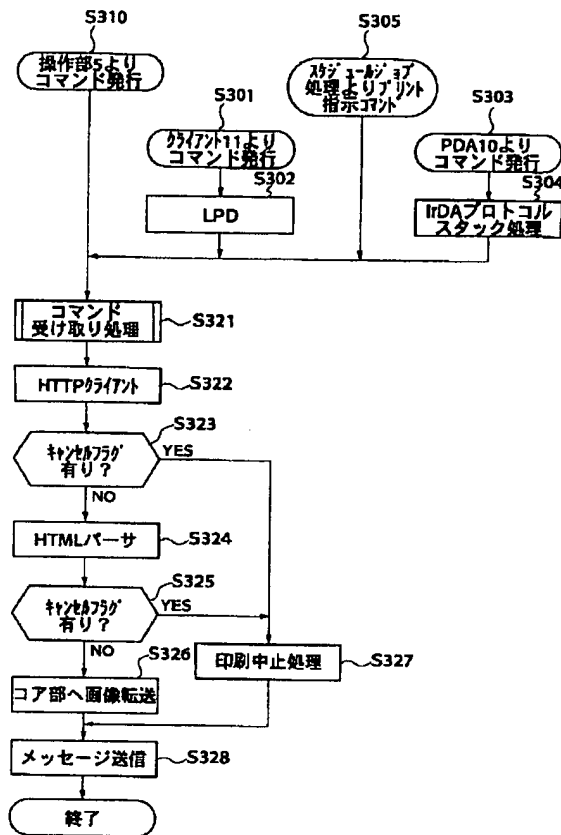 S310
操作部5より
コマンド発行
S305
スケジュールジョブ
処理よりプリント
指示コマンド
S301
クライアント11より
コマンド発行
S303
PDA10より
コマンド発行
S302
LPD
S304
IrDAプロトコル
スタック処理
コマンド
受け取り処理
S321
HTTPクライアント
S322
S323
キャンセルフラグ
有り?
YES
NO
HTMLパーサ
S324
S325
キャンセルフラグ
有り?
YES
NO
S326
コア部へ画像転送
印刷中止処理
S327
メッセージ送信
S328
終了